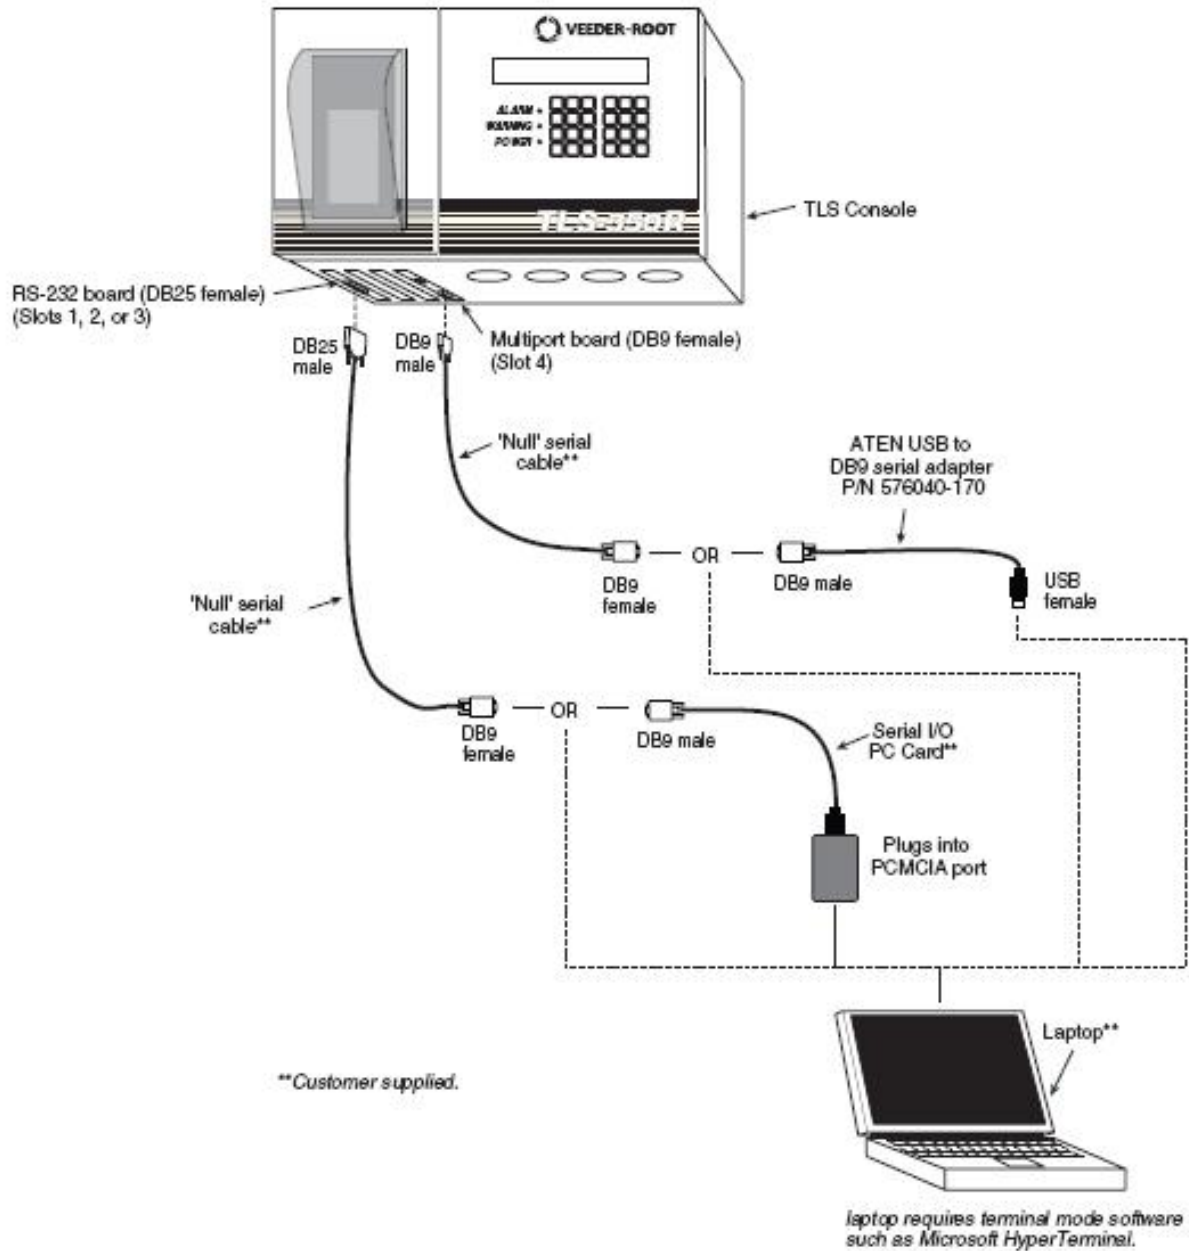 VEEDER-ROOT
ALARM
WARNING
POWER
TLS-350R
TLS Console
RS-232 board (DB25 female)
(Slots 1, 2, or 3)
DB25
male
DB9
male
Multiport board (DB9 female)
(Slot 4)
'Null' serial
cable**
ATEN USB to
DB9 serial adapter
P/N 576040-170
OR
DB9
female
DB9 male
USB
female
'Null' serial
cable**
OR
DB9
female
DB9 male
Serial I/O
PC Card**
Plugs into
PCMCIA port
Laptop**
**Customer supplied.
laptop requires terminal mode software
such as Microsoft HyperTerminal.